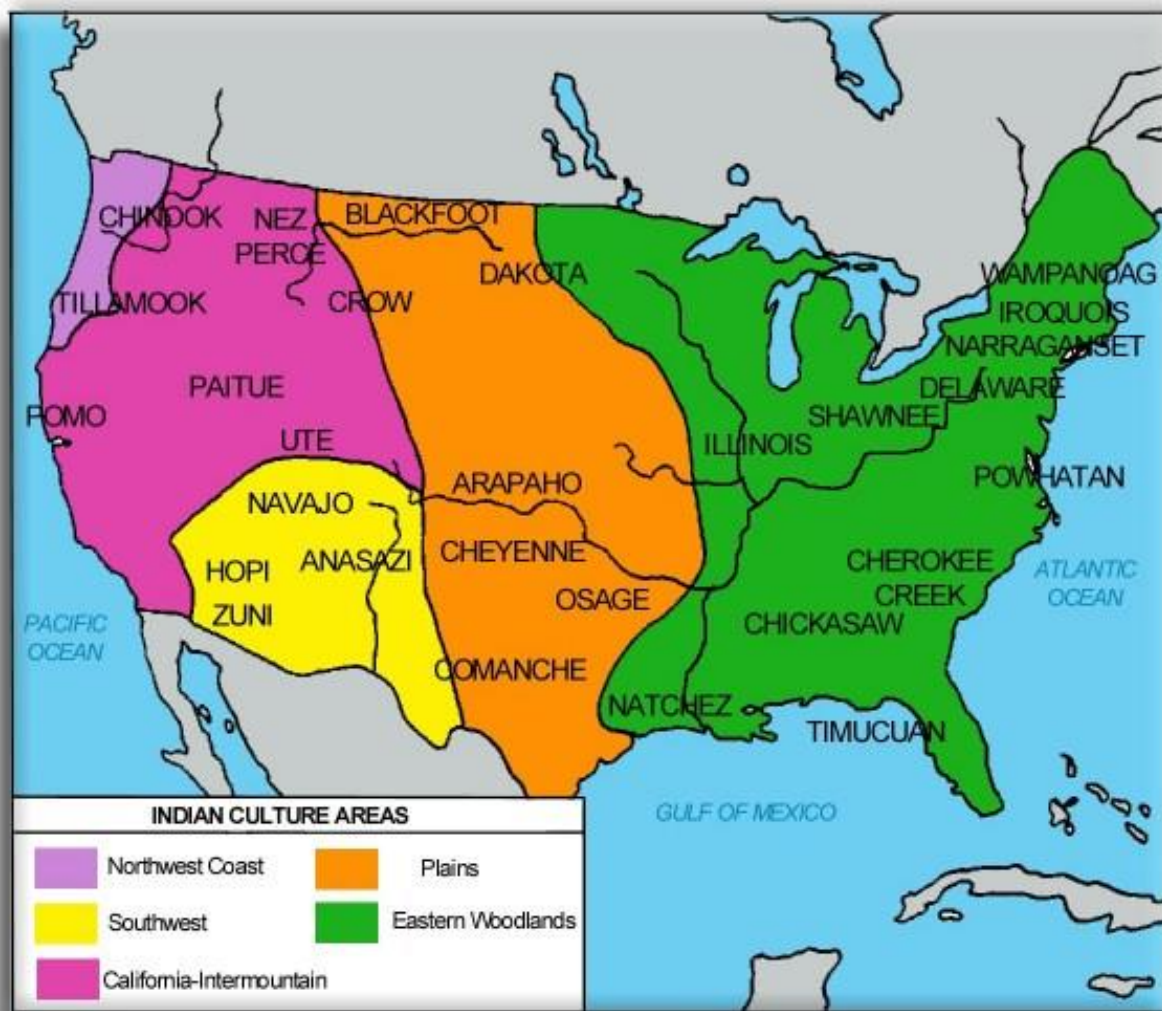 CHINOOK
NEZ
PERCE
BLACKFOOT
DAKOTA
WAMPANOAG
TILLAMOOK
CROW
IROQUOIS
NARRAGANSET
PAITUE
DELAWARE
POMO
SHAWNEE
UTE
ILLINOIS
NAVAJO
ARAPAHO
POWHATAN
HOPI
ANASAZI
CHEYENNE
CHEROKEE
ATLANTIC
OCEAN
ZUNI
OSAGE
CREEK
PACIFIC
OCEAN
CHICKASAW
COMANCHE
NATCHEZ
TIMUCUAN
GULF OF MEXICO
INDIAN CULTURE AREAS
Northwest Coast
Plains
Southwest
Eastern Woodlands
California-Intermountain